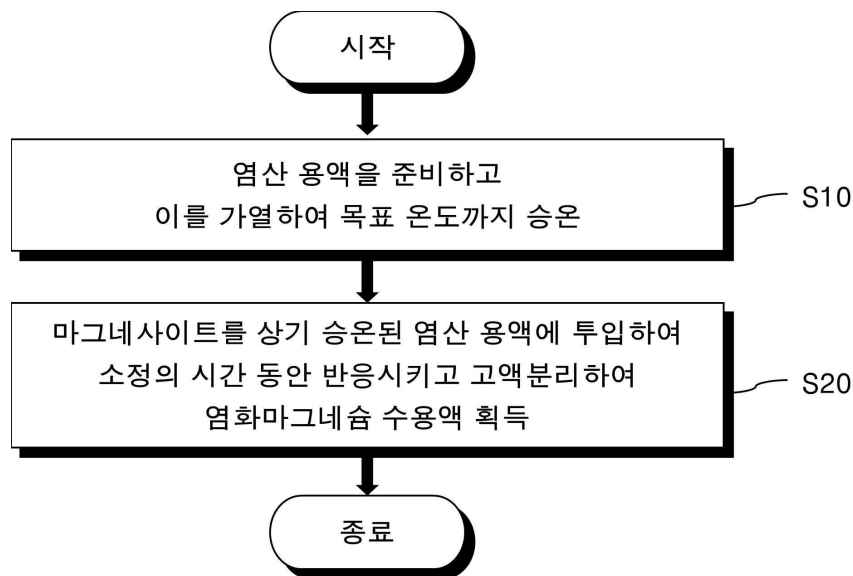 시작
염산 용액을 준비하고
이를 가열하여 목표 온도까지 승온
S10
마그네사이트를 상기 승온된 염산 용액에 투입하여
소정의 시간 동안 반응시키고 고액분리하여
염화마그네슘 수용액 획득
S20
종료